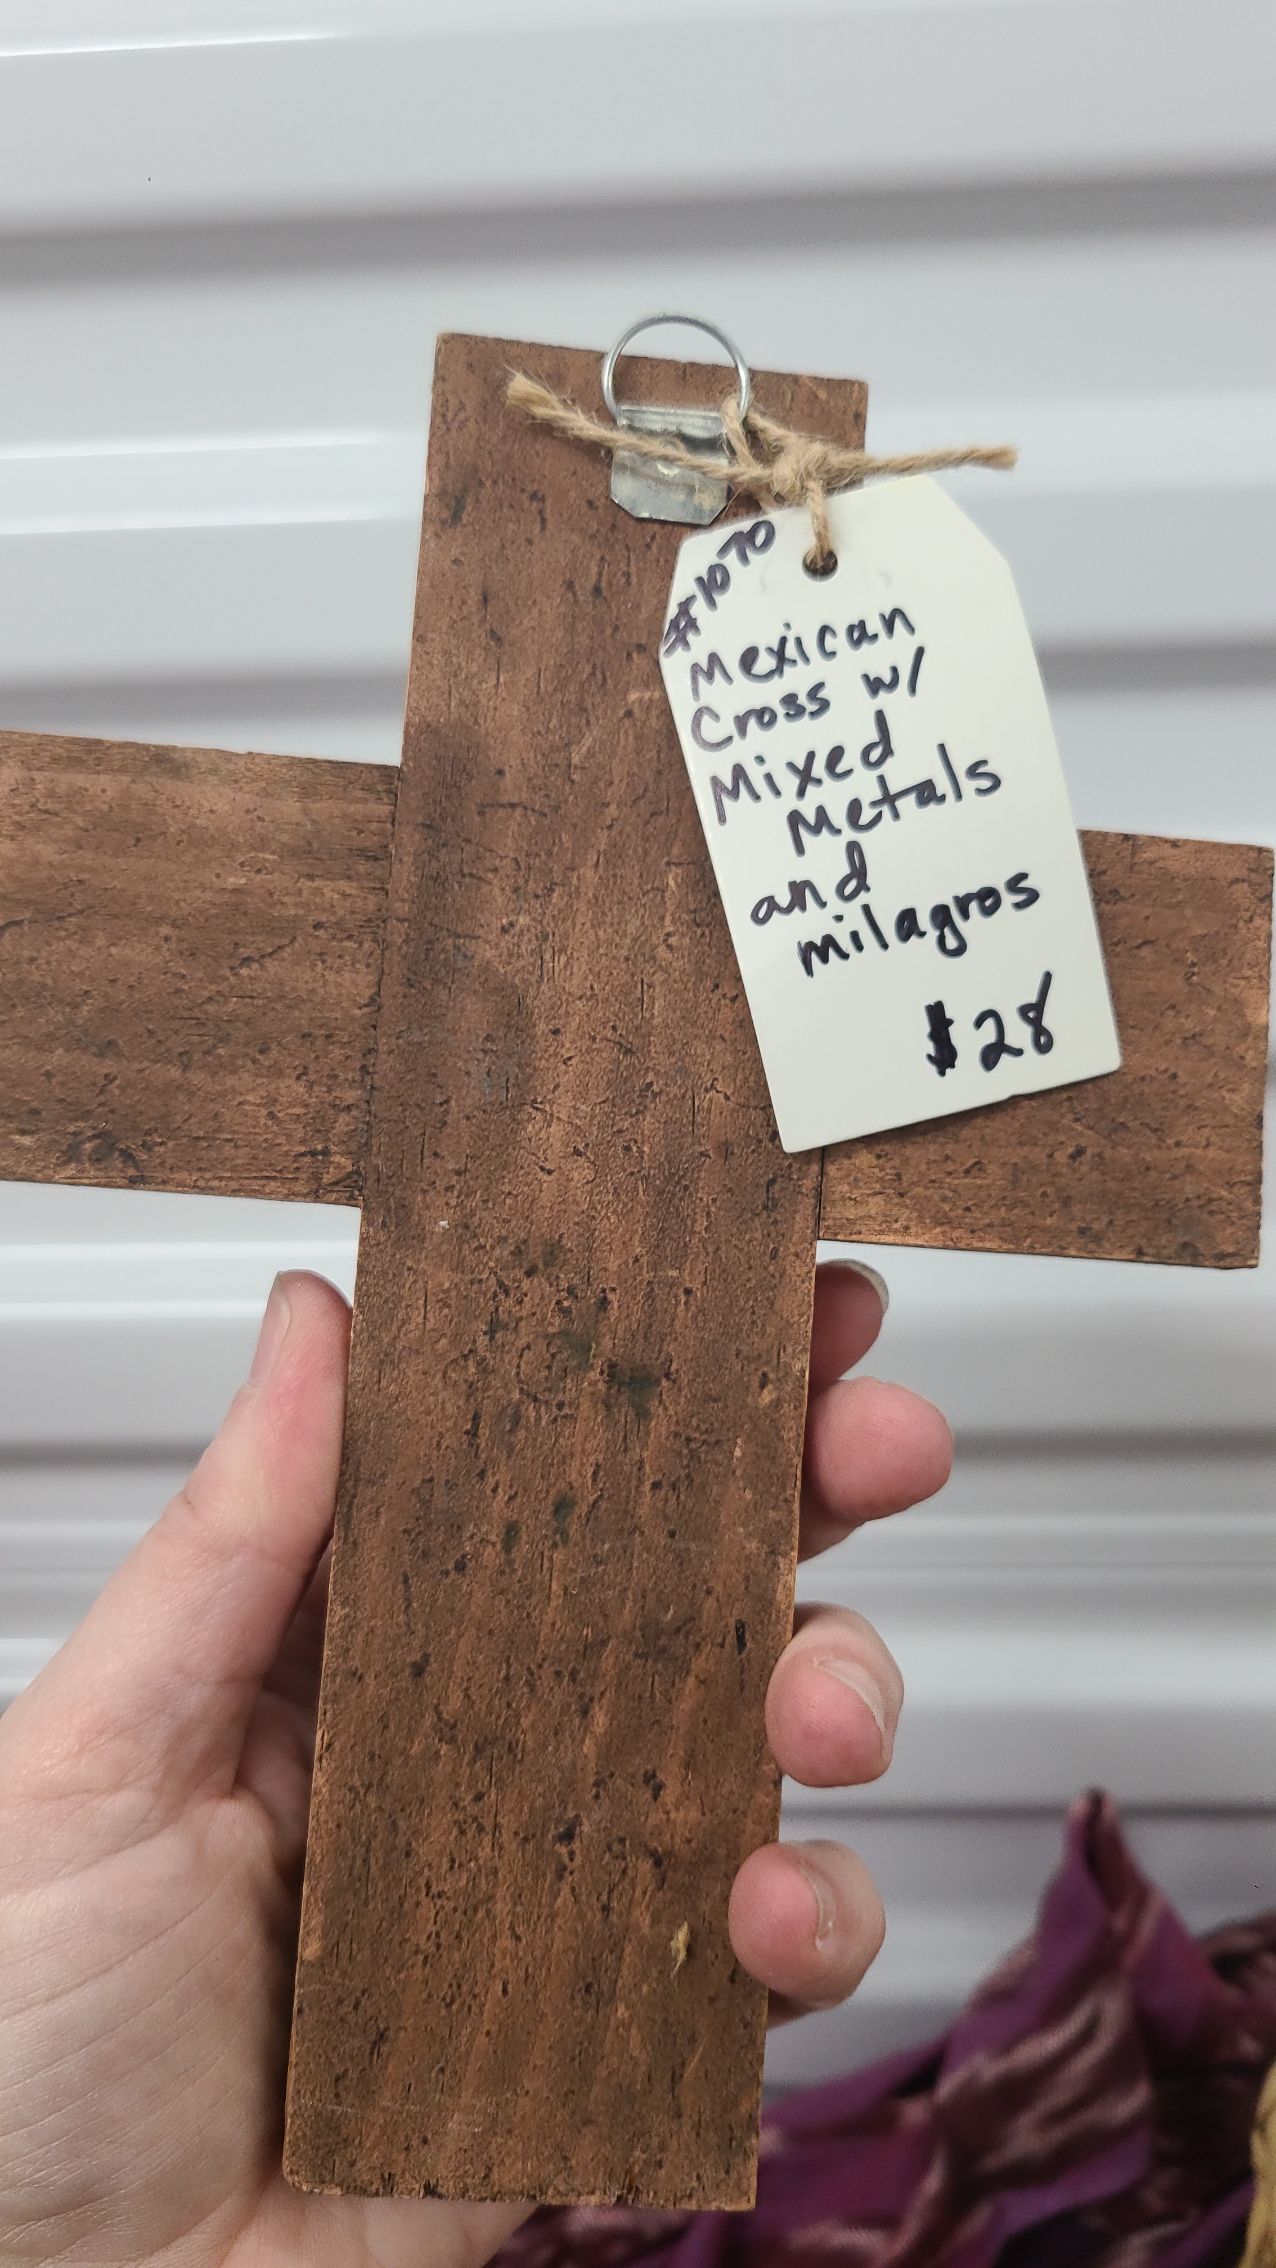 #1070
Mexican
Cross w/
Mixed
Metals
and
milagros
$28